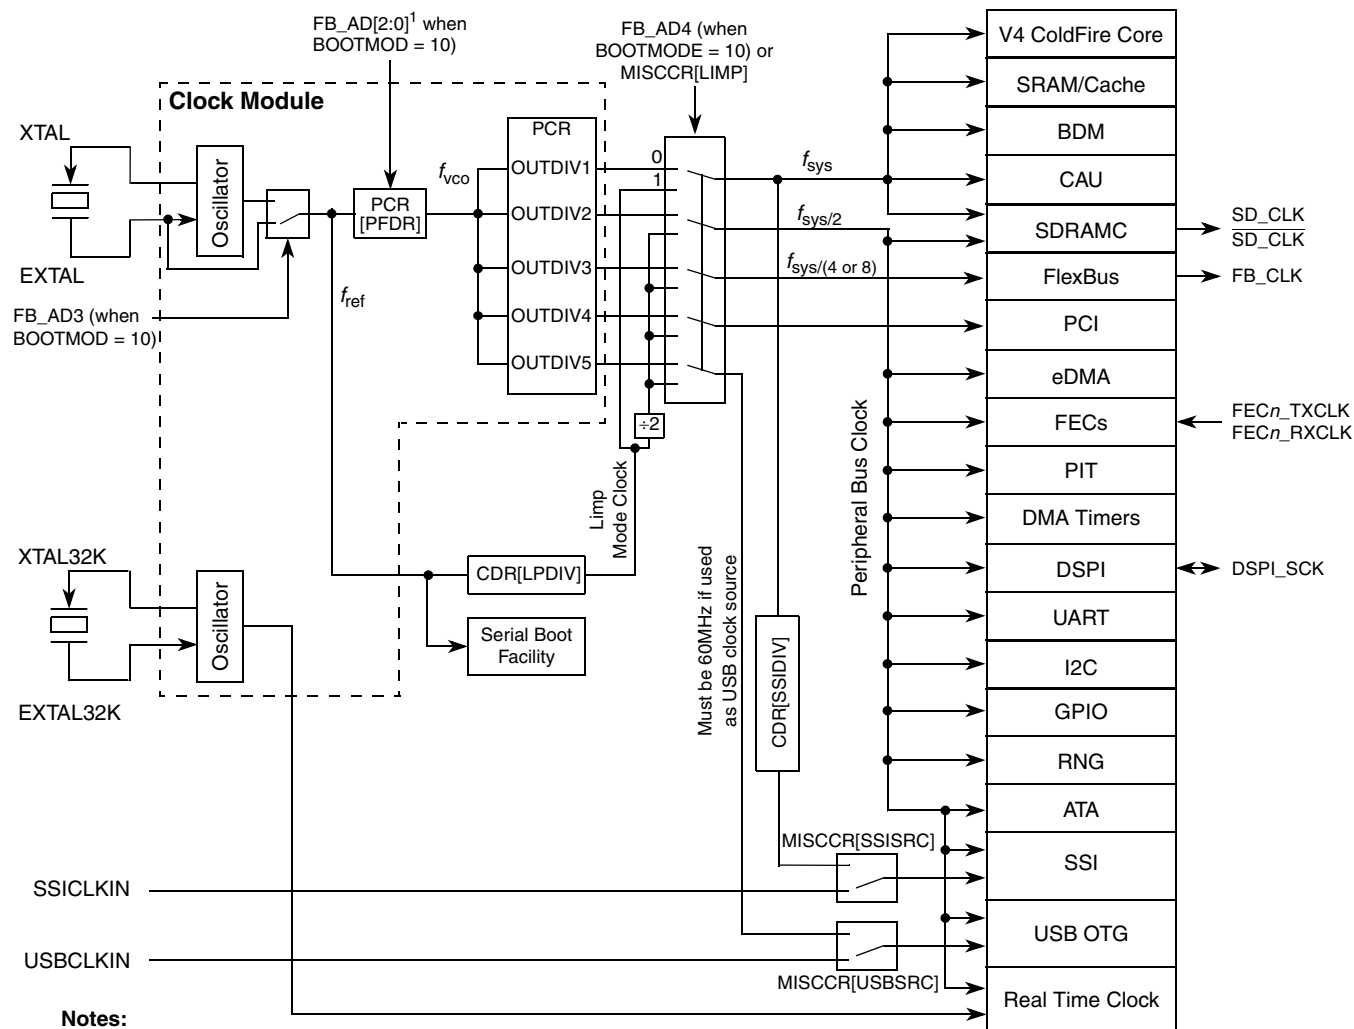 FB_AD[2:0]1 when
BOOTMOD = 10)
FB_AD4 (when
BOOTMODE = 10) or
MISCCR[LIMP]
Clock Module
XTAL
EXTAL
Oscillator
FB_AD3 (when
BOOTMOD = 10)
fref
PCR
[PFDR]
fvco
PCR
OUTDIV1
OUTDIV2
OUTDIV3
OUTDIV4
OUTDIV5
0
1
÷2
Limp
Mode Clock
fsys
fsys/2
fsys/(4 or 8)
XTAL32K
EXTAL32K
Oscillator
CDR[LPDIV]
Serial Boot
Facility
Must be 60MHz if used
as USB clock source
CDR[SSIDIV]
Peripheral Bus Clock
MISCCR[SSISRC]
SSICLKIN
USBCLKIN
MISCCR[USBSRC]
V4 ColdFire Core
SRAM/Cache
BDM
CAU
SDRAMC
FlexBus
PCI
eDMA
FECs
PIT
DMA Timers
DSPI
UART
I2C
GPIO
RNG
ATA
SSI
USB OTG
Real Time Clock
SD_CLK
SD_CLK
FB_CLK
FECn_TXCLK
FECn_RXCLK
DSPI_SCK
Notes: